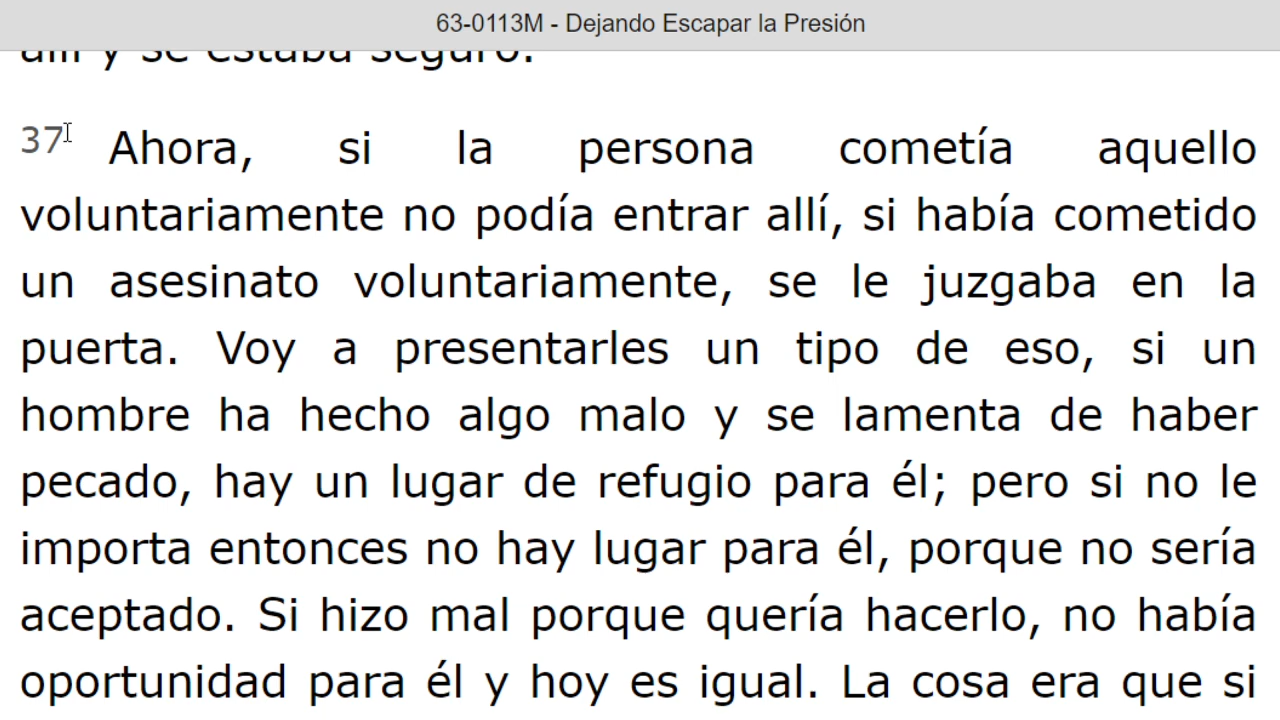 63-0113M - Dejando Escapar la Presión
allí y se estaba seguro.
37 Ahora, si la persona cometía aquello
voluntariamente no podía entrar allí, si había cometido
un asesinato voluntariamente, se le juzgaba en la
puerta. Voy a presentarles un tipo de eso, si un
hombre ha hecho algo malo y se lamenta de haber
pecado, hay un lugar de refugio para él; pero si no le
importa entonces no hay lugar para él, porque no sería
aceptado. Si hizo mal porque quería hacerlo, no había
oportunidad para él y hoy es igual. La cosa era que si